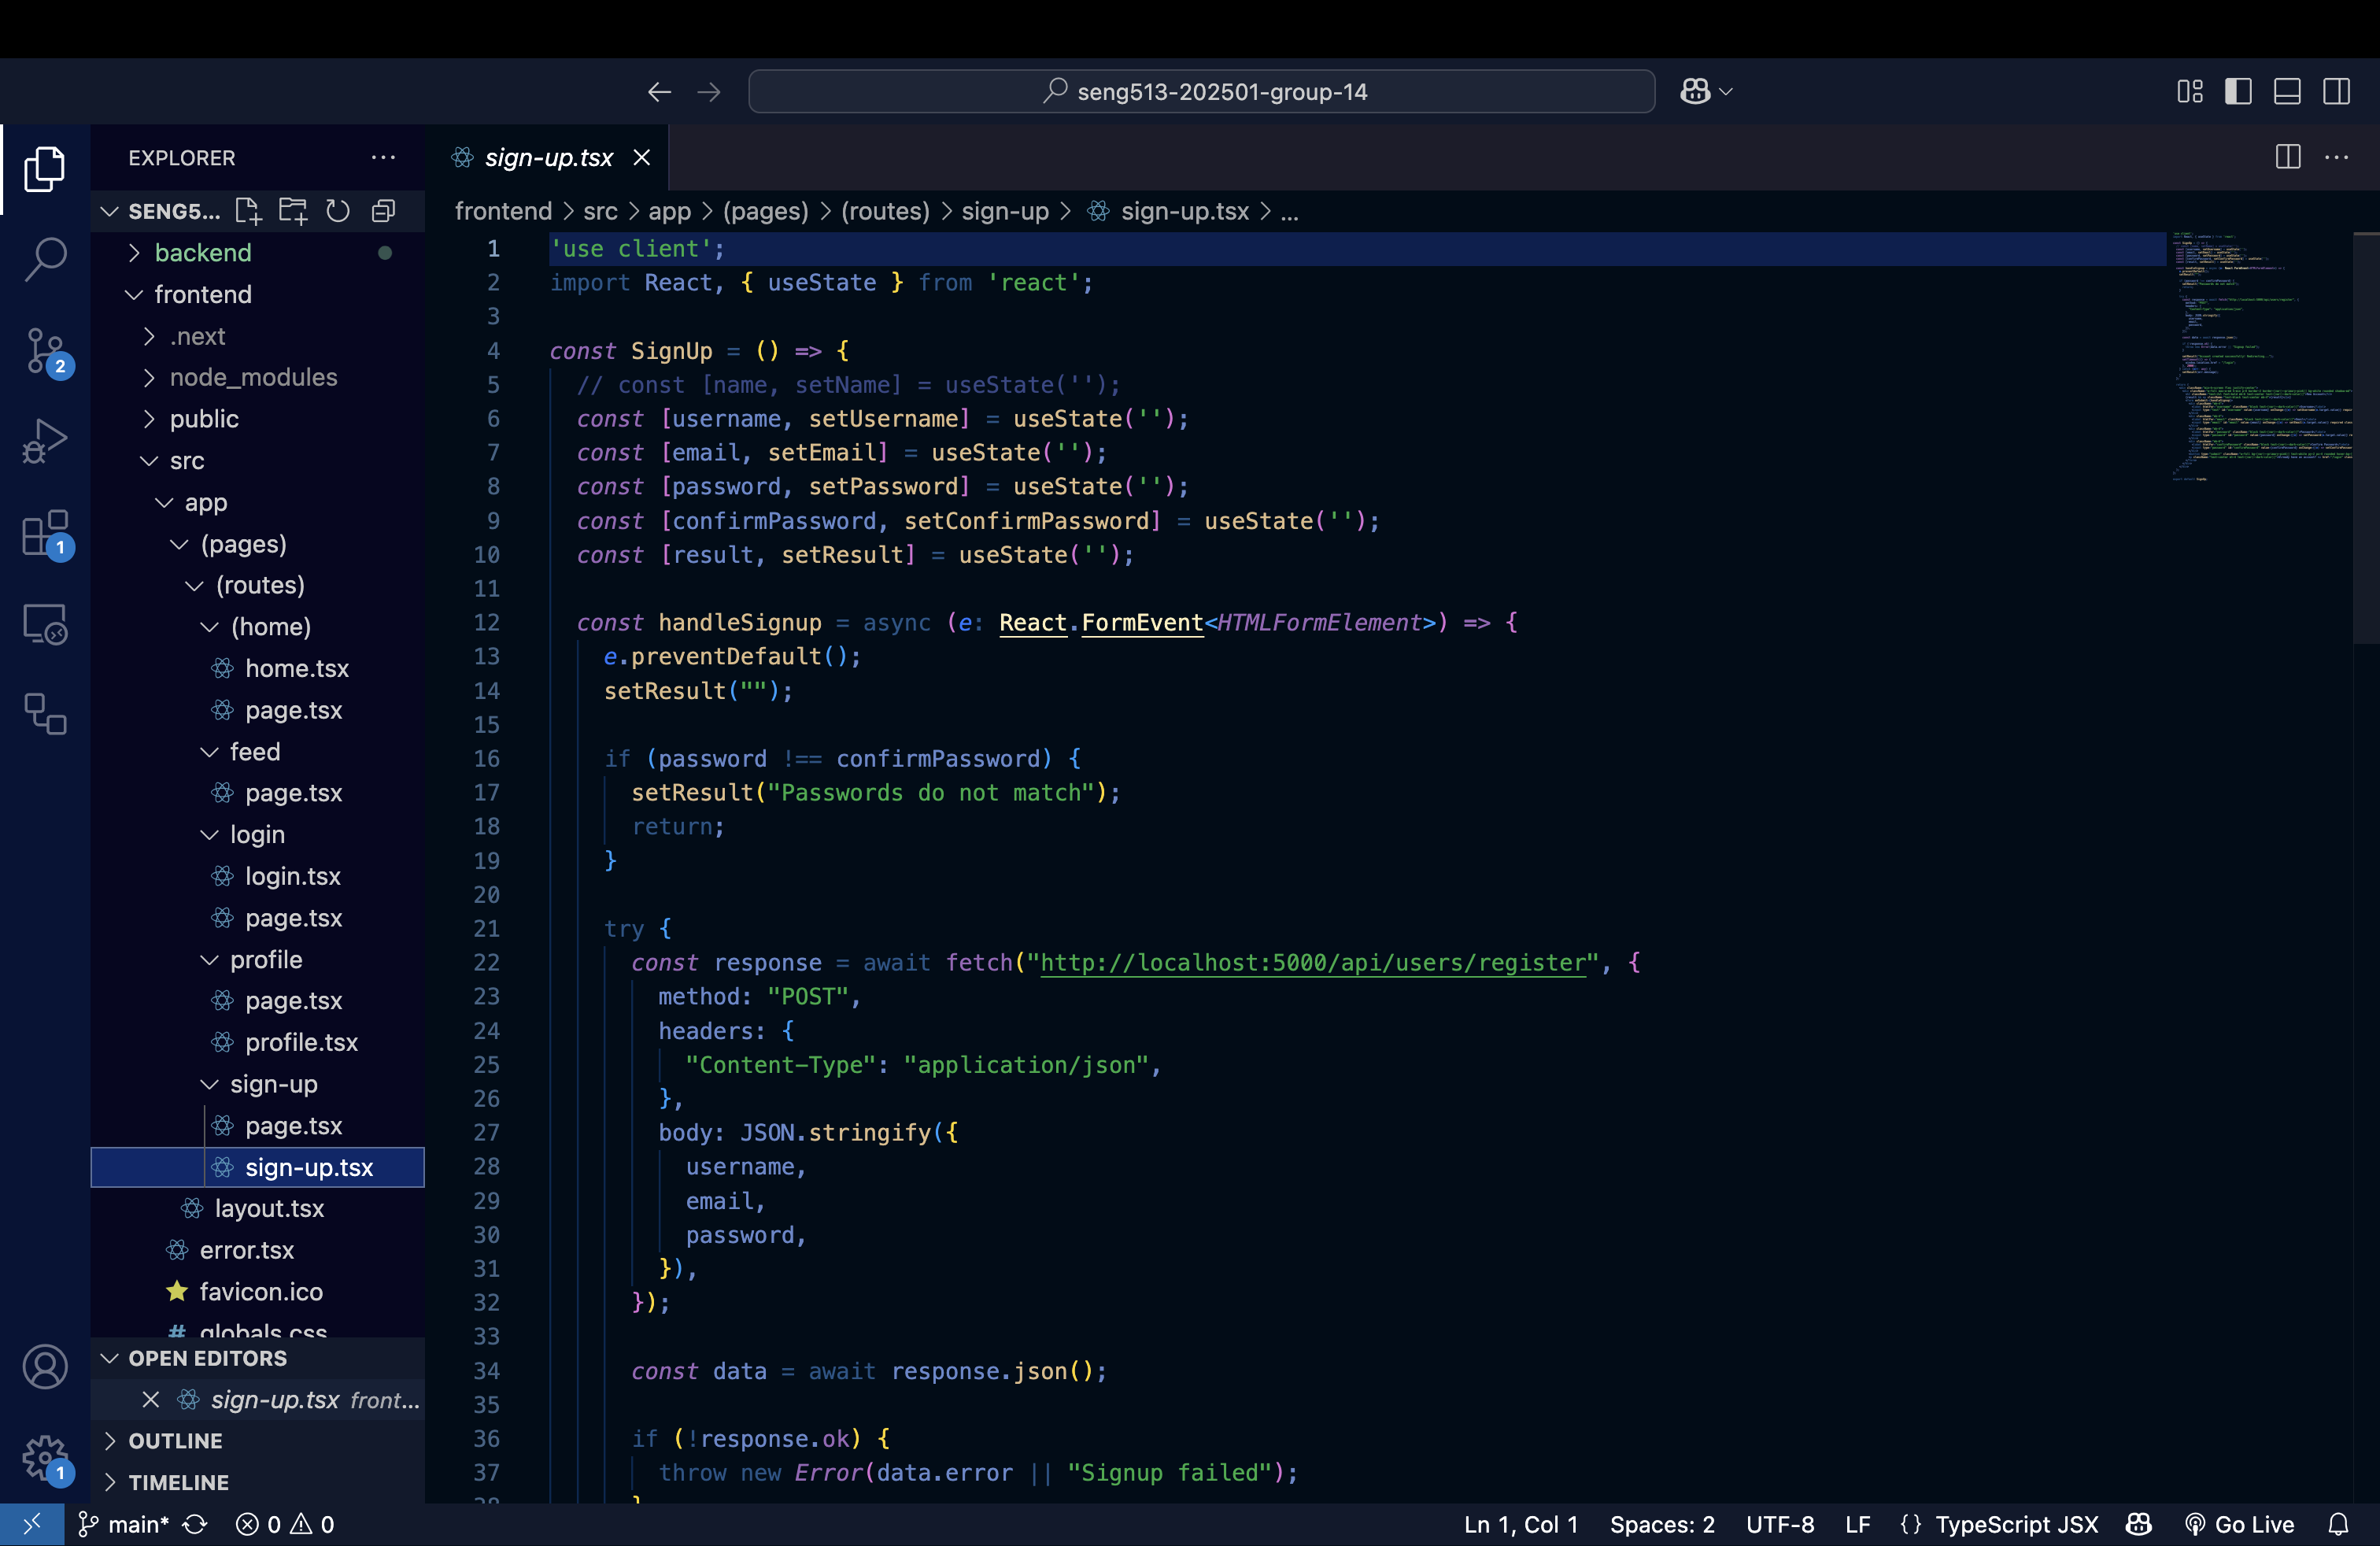 seng513-202501-group-14
EXPLORER
SENG5...
backend
frontend
.next
node_modules
public
src
app
(pages)
(routes)
(home)
home.tsx
page.tsx
feed
page.tsx
login
login.tsx
page.tsx
profile
page.tsx
profile.tsx
sign-up
page.tsx
sign-up.tsx
layout.tsx
error.tsx
favicon.ico
globals.css
OPEN EDITORS
sign-up.tsx front...
OUTLINE
TIMELINE
2
1
1
sign-up.tsx
frontend > src > app > (pages) > (routes) > sign-up > sign-up.tsx > ...
1 'use client';
2 import React, { useState } from 'react';
3
4 const SignUp = () => {
5 // const [name, setName] = useState('');
6 const [username, setUsername] = useState('');
7 const [email, setEmail] = useState('');
8 const [password, setPassword] = useState('');
9 const [confirmPassword, setConfirmPassword] = useState('');
10 const [result, setResult] = useState('');
11
12 const handleSignup = async (e: React.FormEvent<HTMLFormElement>) => {
13 e.preventDefault();
14 setResult("");
15
16 if (password !== confirmPassword) {
17 setResult("Passwords do not match");
18 return;
19 }
20
21 try {
22 const response = await fetch("http://localhost:5000/api/users/register", {
23 method: "POST",
24 headers: {
25 "Content-Type": "application/json",
26 },
27 body: JSON.stringify({
28 username,
29 email,
30 password,
31 }),
32 });
33
34 const data = await response.json();
35
36 if (!response.ok) {
37 throw new Error(data.error || "Signup failed");
38 }
main* 0 0 Ln 1, Col 1 Spaces: 2 UTF-8 LF {} TypeScript JSX Go Live